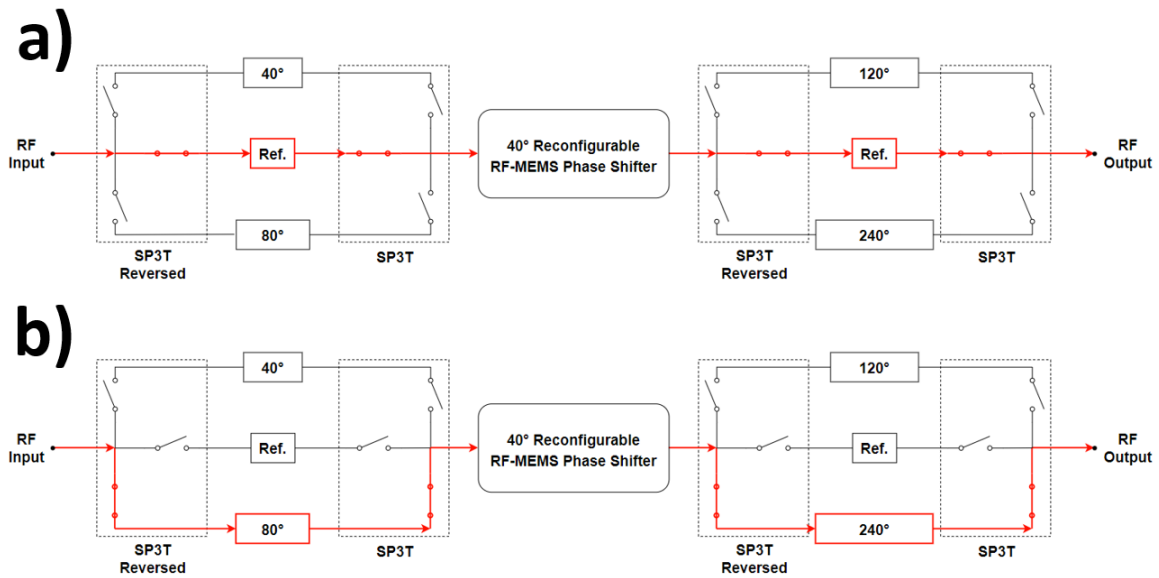 a)
40°
120°
RF
Input
Ref.
40° Reconfigurable
RF-MEMS Phase Shifter
Ref.
RF
Output
80°
240°
SP3T
Reversed
SP3T
SP3T
Reversed
SP3T
b)
40°
120°
RF
Input
Ref.
40° Reconfigurable
RF-MEMS Phase Shifter
Ref.
RF
Output
80°
240°
SP3T
Reversed
SP3T
SP3T
Reversed
SP3T